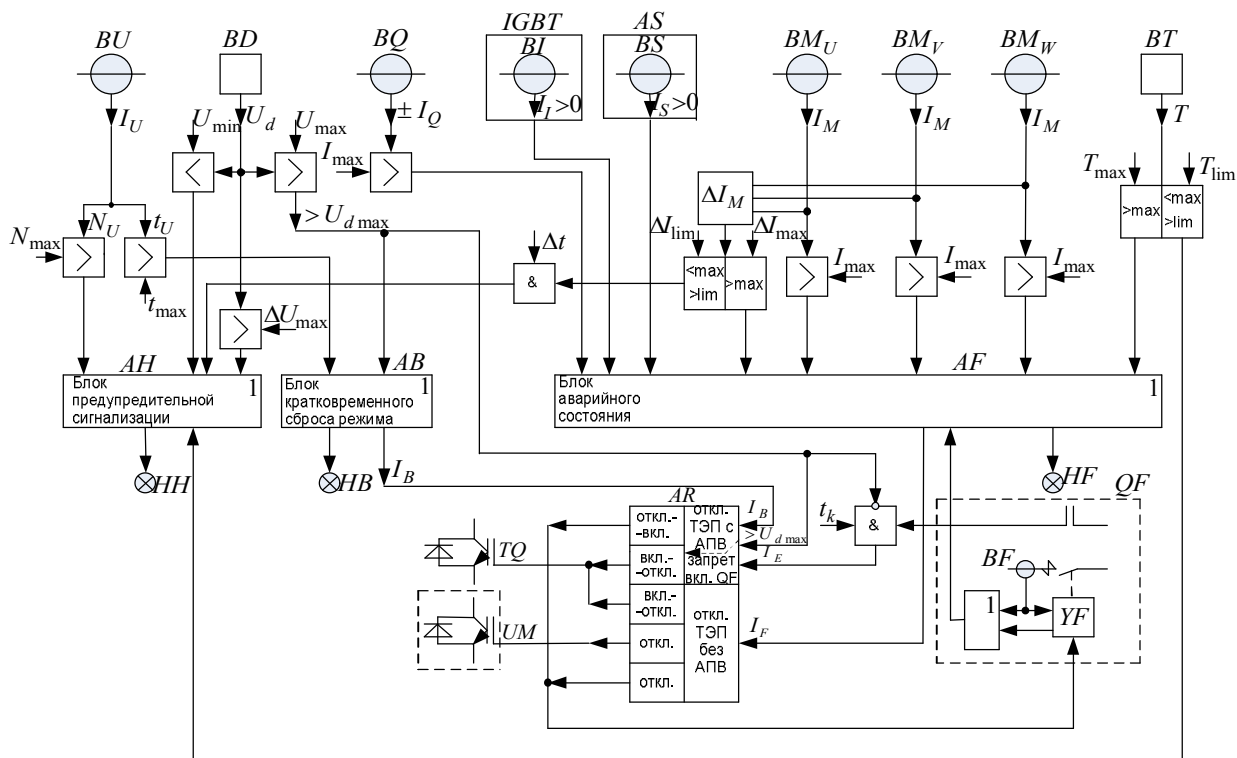 BU
BD
BQ
IGBT
BI
AS
BS
BM_U
BM_V
BM_W
BT
I_U
U_min
U_d
U_max
± I_Q
I_I >0
I_S >0
I_M
I_M
I_M
T
<
>
I_max
>
ΔI_M
T_max
T_lim
>max
<max
>lim
> U_d max
N_max
N_U
>
t_U
>
t_max
Δt
&
ΔI_lim
ΔI_max
<max
>lim
>max
>
I_max
>
I_max
>
I_max
>
ΔU_max
AH
Блок
предупредительной
сигнализации
1
AB
Блок
кратковременного
сброса режима
1
AF
Блок
аварийного
состояния
1
HH
HB
I_B
HF
QF
AR
откл.-
-вкл.
откл.
ТЭП с
АПВ
I_B
> U_d max
t_k
&
TQ
вкл.-
-откл.
запрет
вкл. QF
I_E
BF
вкл.-
-откл.
откл.
ТЭП
без
АПВ
1
YF
UM
откл.
I_F
откл.